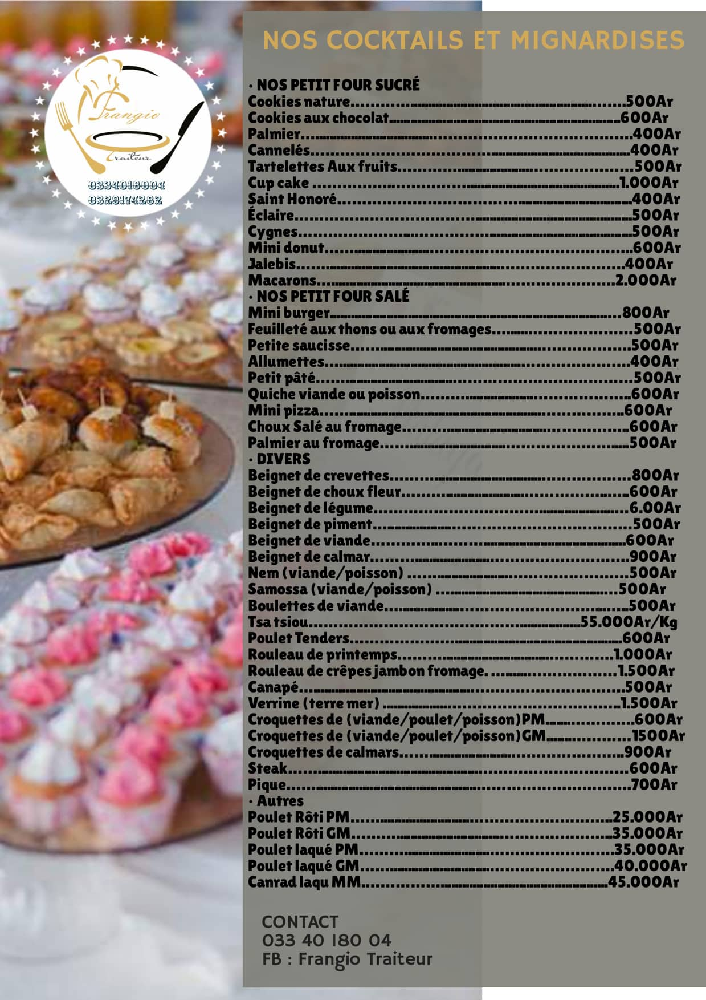 NOS COCKTAILS ET MIGNARDISES
Frangio
Traiteur
0334018004
0329174282
· NOS PETIT FOUR SUCRÉ
Cookies nature.....500Ar
Cookies aux chocolat.....600Ar
Palmier.....400Ar
Cannelés.....400Ar
Tartelettes Aux fruits.....500Ar
Cup cake .....1.000Ar
Saint Honoré.....400Ar
Éclaire.....500Ar
Cygnes.....500Ar
Mini donut.....600Ar
Jalebis.....400Ar
Macarons.....2.000Ar
· NOS PETIT FOUR SALÉ
Mini burger.....800Ar
Feuilleté aux thons ou aux fromages.....500Ar
Petite saucisse.....500Ar
Allumettes.....400Ar
Petit pâté.....500Ar
Quiche viande ou poisson.....600Ar
Mini pizza.....600Ar
Choux Salé au fromage.....600Ar
Palmier au fromage.....500Ar
· DIVERS
Beignet de crevettes.....800Ar
Beignet de choux fleur.....600Ar
Beignet de légume.....6.00Ar
Beignet de piment.....500Ar
Beignet de viande.....600Ar
Beignet de calmar.....900Ar
Nem (viande/poisson) .....500Ar
Samossa (viande/poisson) .....500Ar
Boulettes de viande.....500Ar
Tsa tsiou.....55.000Ar/Kg
Poulet Tenders.....600Ar
Rouleau de printemps.....1.000Ar
Rouleau de crêpes jambon fromage. .....1.500Ar
Canapé.....500Ar
Verrine (terre mer) .....1.500Ar
Croquettes de (viande/poulet/poisson)PM.....600Ar
Croquettes de (viande/poulet/poisson)GM.....1500Ar
Croquettes de calmars.....900Ar
Steak.....600Ar
Pique.....700Ar
· Autres
Poulet Rôti PM.....25.000Ar
Poulet Rôti GM.....35.000Ar
Poulet laqué PM.....35.000Ar
Poulet laqué GM.....40.000Ar
Canrad laqu MM.....45.000Ar
CONTACT
033 40 180 04
FB : Frangio Traiteur